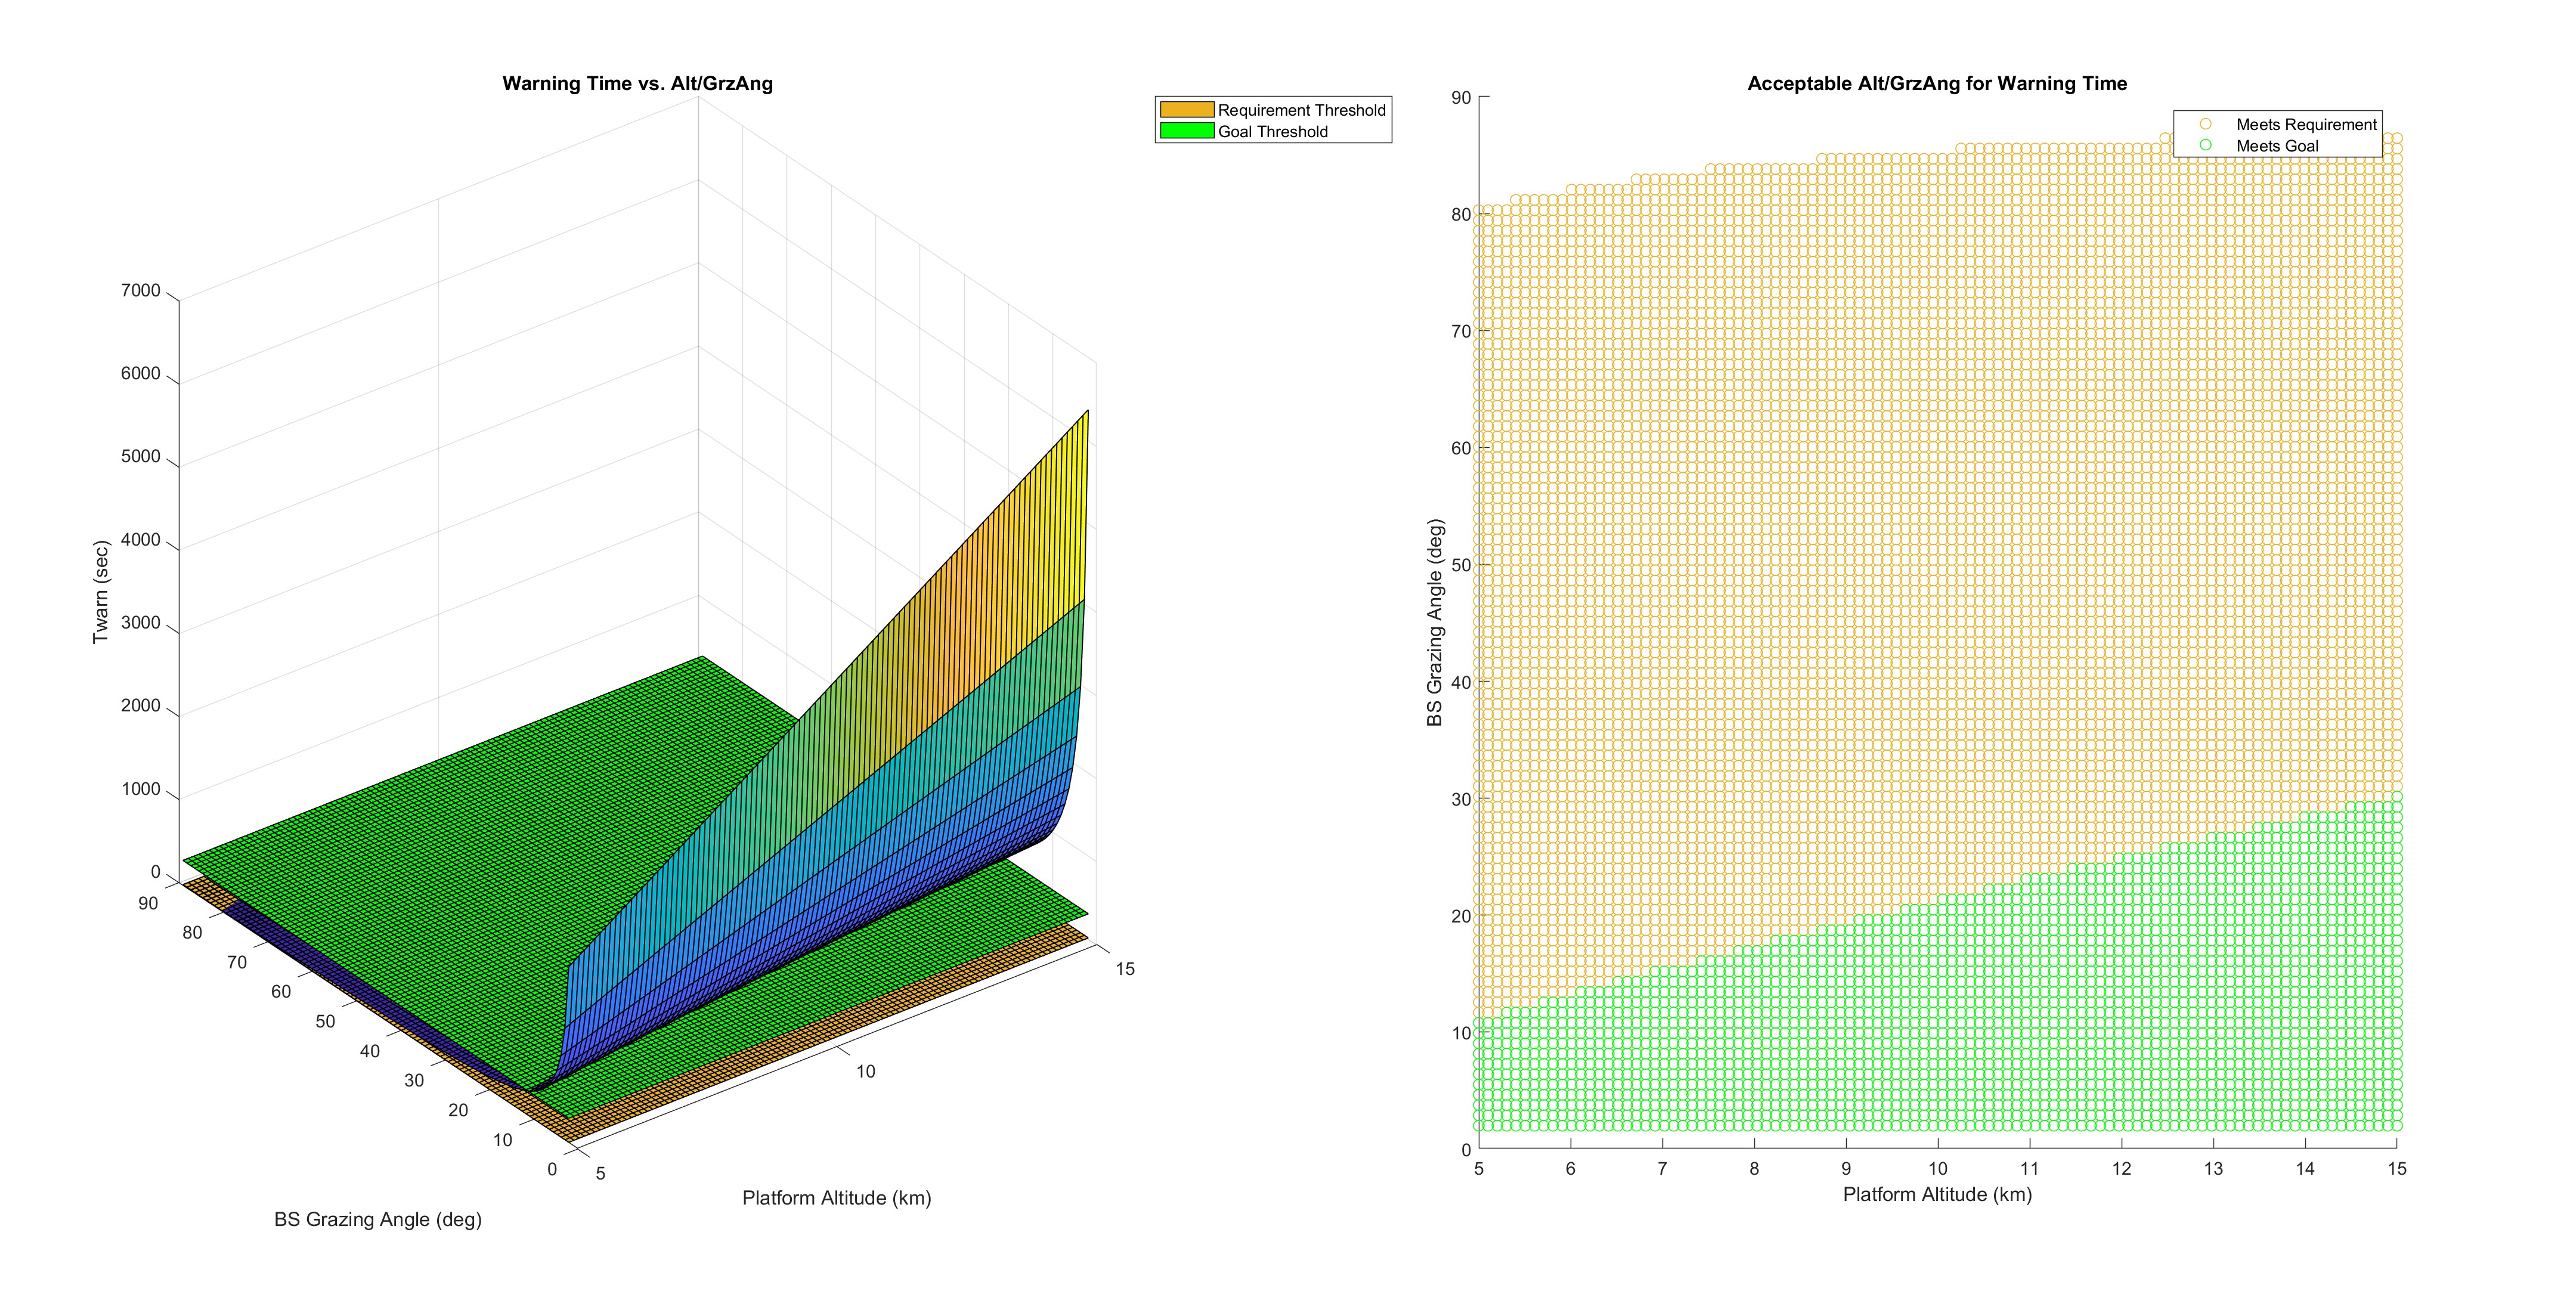 Warning Time vs. Alt/GrzAng
Requirement Threshold
Goal Threshold
7000
6000
5000
4000
3000
2000
1000
0
Twarn (sec)
90
80
70
60
50
40
30
20
10
0
BS Grazing Angle (deg)
5
10
15
Platform Altitude (km)
Acceptable Alt/GrzAng for Warning Time
Meets Requirement
Meets Goal
90
80
70
60
50
40
30
20
10
0
BS Grazing Angle (deg)
5 6 7 8 9 10 11 12 13 14 15
Platform Altitude (km)